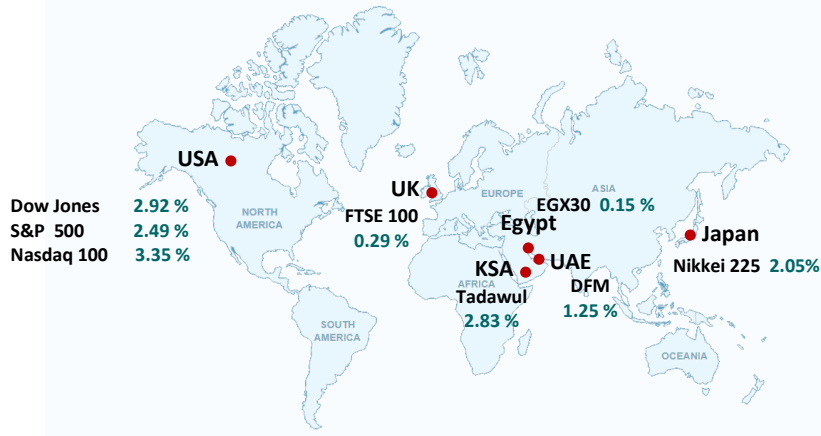 USA
Dow Jones 2.92 %
S&P 500 2.49 %
Nasdaq 100 3.35 %
NORTH
AMERICA
SOUTH
AMERICA
UK
FTSE 100
0.29 %
EUROPE
ASIA
EGX30 0.15 %
Egypt
KSA
AFRICA
Tadawul
2.83 %
UAE
DFM
1.25 %
Japan
Nikkei 225 2.05%
OCEANIA